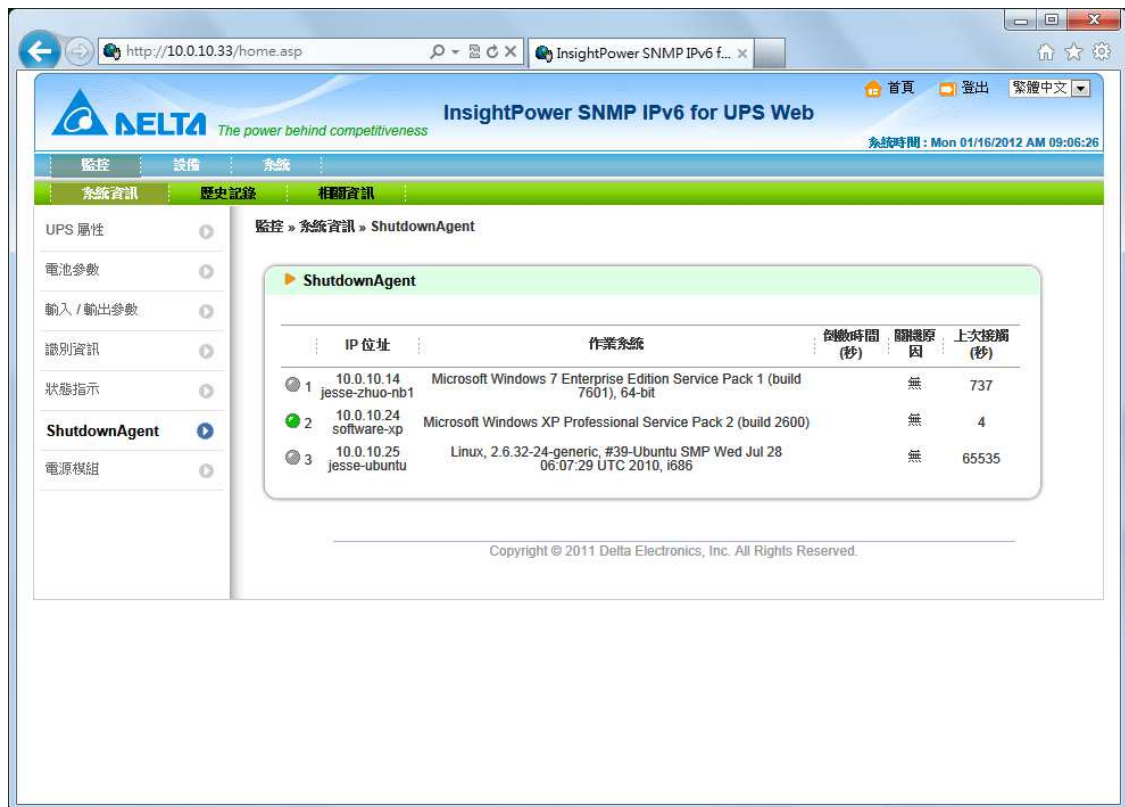 http://10.0.10.33/home.asp
InsightPower SNMP IPv6 f...
首頁 登出 繁體中文
DELTA The power behind competitiveness
InsightPower SNMP IPv6 for UPS Web
系統時間 : Mon 01/16/2012 AM 09:06:26
監控 設備 系統
系統資訊 歷史記錄 相關資訊
UPS 屬性
電池參數
輸入 / 輸出參數
識別資訊
狀態指示
ShutdownAgent
電源模組
監控 » 系統資訊 » ShutdownAgent
ShutdownAgent
IP 位址 作業系統 倒數時間 (秒) 關機原因 上次接觸 (秒)
1 10.0.10.14 Microsoft Windows 7 Enterprise Edition Service Pack 1 (build 無 737
jesse-zhuo-nb1 7601), 64-bit
2 10.0.10.24 Microsoft Windows XP Professional Service Pack 2 (build 2600) 無 4
software-xp
3 10.0.10.25 Linux, 2.6.32-24-generic, #39-Ubuntu SMP Wed Jul 28 無 65535
jesse-ubuntu 06:07:29 UTC 2010, i686
Copyright © 2011 Delta Electronics, Inc. All Rights Reserved.